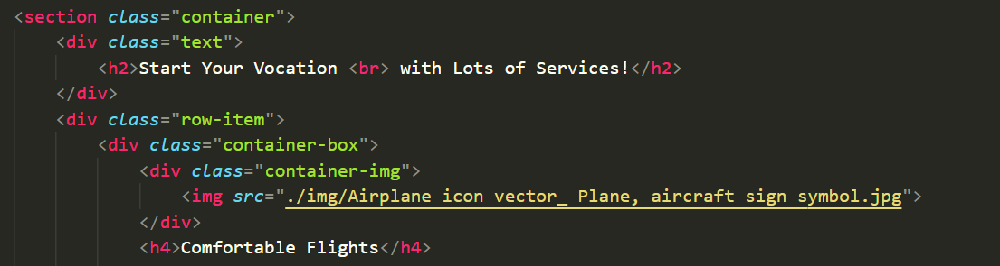 <section class="container">
<div class="text">
<h2>Start Your Vocation <br> with Lots of Services!</h2>
</div>
<div class="row-item">
<div class="container-box">
<div class="container-img">
<img src="./img/Airplane icon vector_ Plane, aircraft sign symbol.jpg">
</div>
<h4>Comfortable Flights</h4>